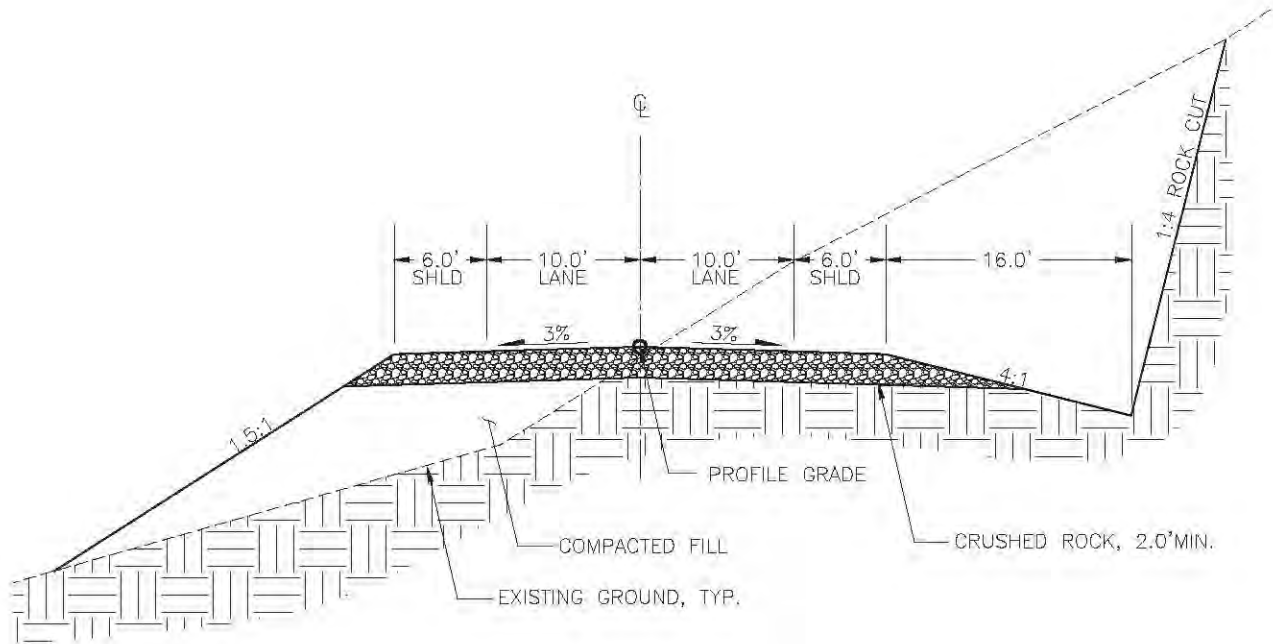 ℄
1:4 ROCK CUT
6.0'
SHLD
10.0'
LANE
10.0'
LANE
6.0'
SHLD
16.0'
3%
3%
4:1
1.5:1
PROFILE GRADE
CRUSHED ROCK, 2.0'MIN.
COMPACTED FILL
EXISTING GROUND, TYP.